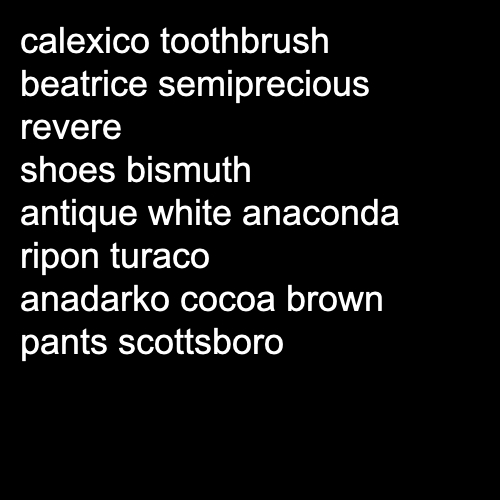 calexico toothbrush
beatrice semiprecious
revere
shoes bismuth
antique white anaconda
ripon turaco
anadarko cocoa brown
pants scottsboro